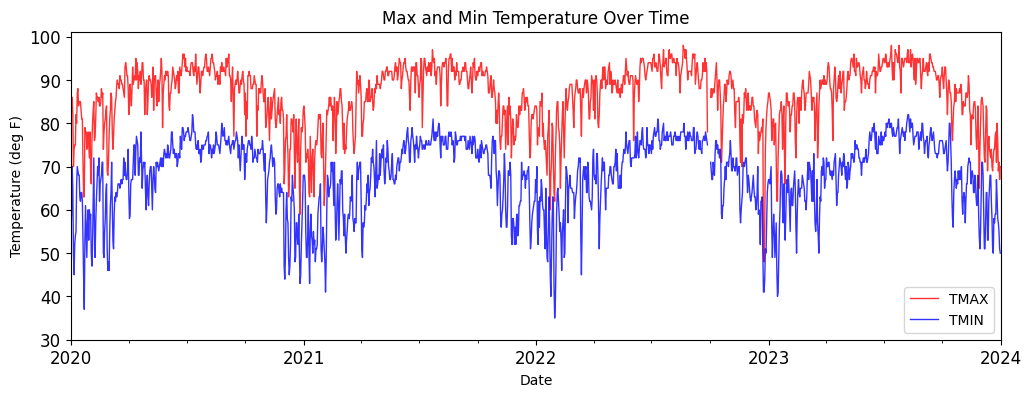 Max and Min Temperature Over Time
Temperature (deg F)
100
90
80
70
60
50
40
30
2020
2021
2022
2023
2024
Date
TMAX
TMIN